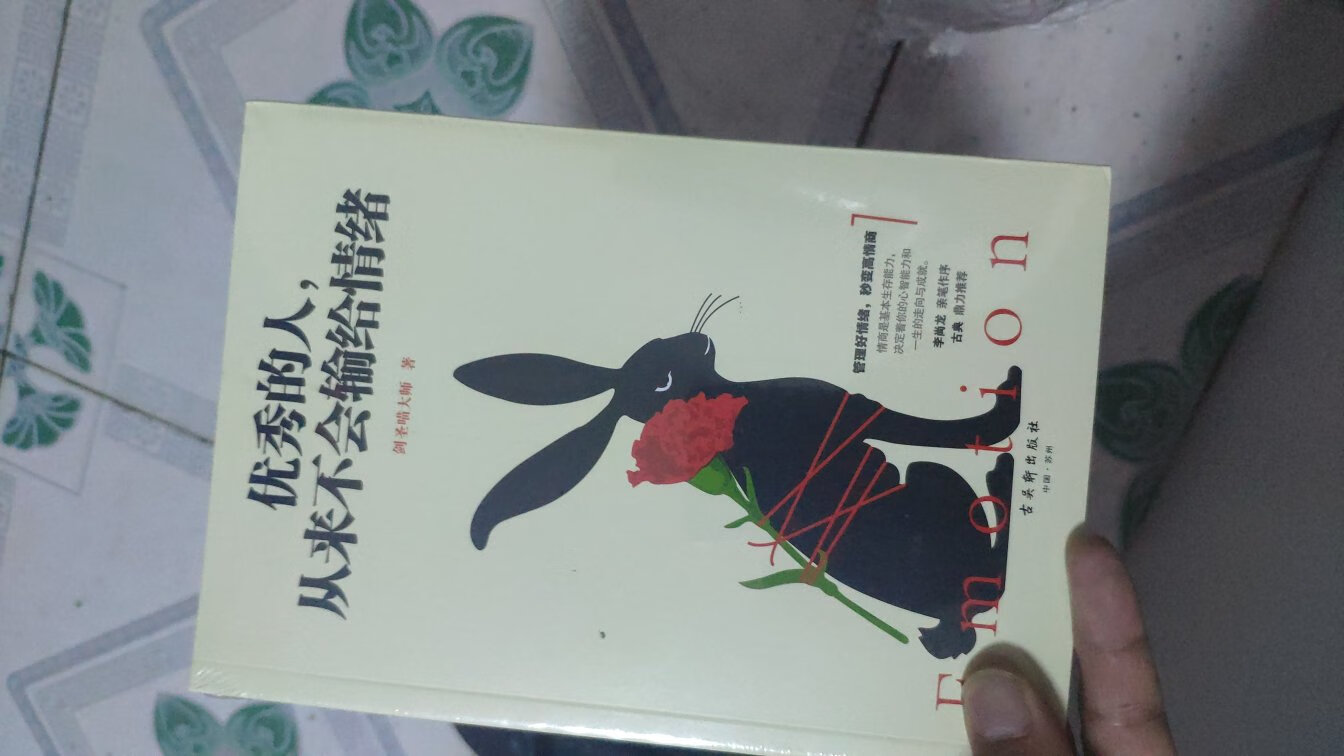 优秀的人，
从来不会输给情绪
剑圣喵大师 著
管理好情绪，秒变高情商
情商是基本生存能力，
决定着你的心智能力和
一生的走向与成就。
李尚龙 亲笔作序
古典 鼎力推荐
Emotion
古吴轩出版社
中国·苏州